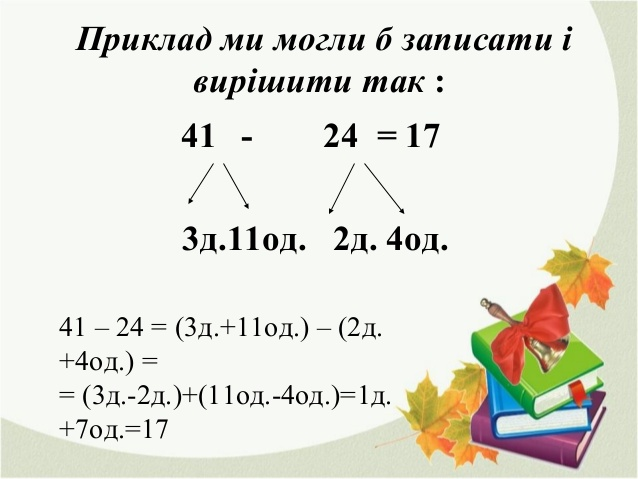 Приклад ми могли б записати і
вирішити так :
41 - 24 = 17
3д.11од. 2д. 4од.
41 – 24 = (3д.+11од.) – (2д.
+4од.) =
= (3д.-2д.)+(11од.-4од.)=1д.
+7од.=17